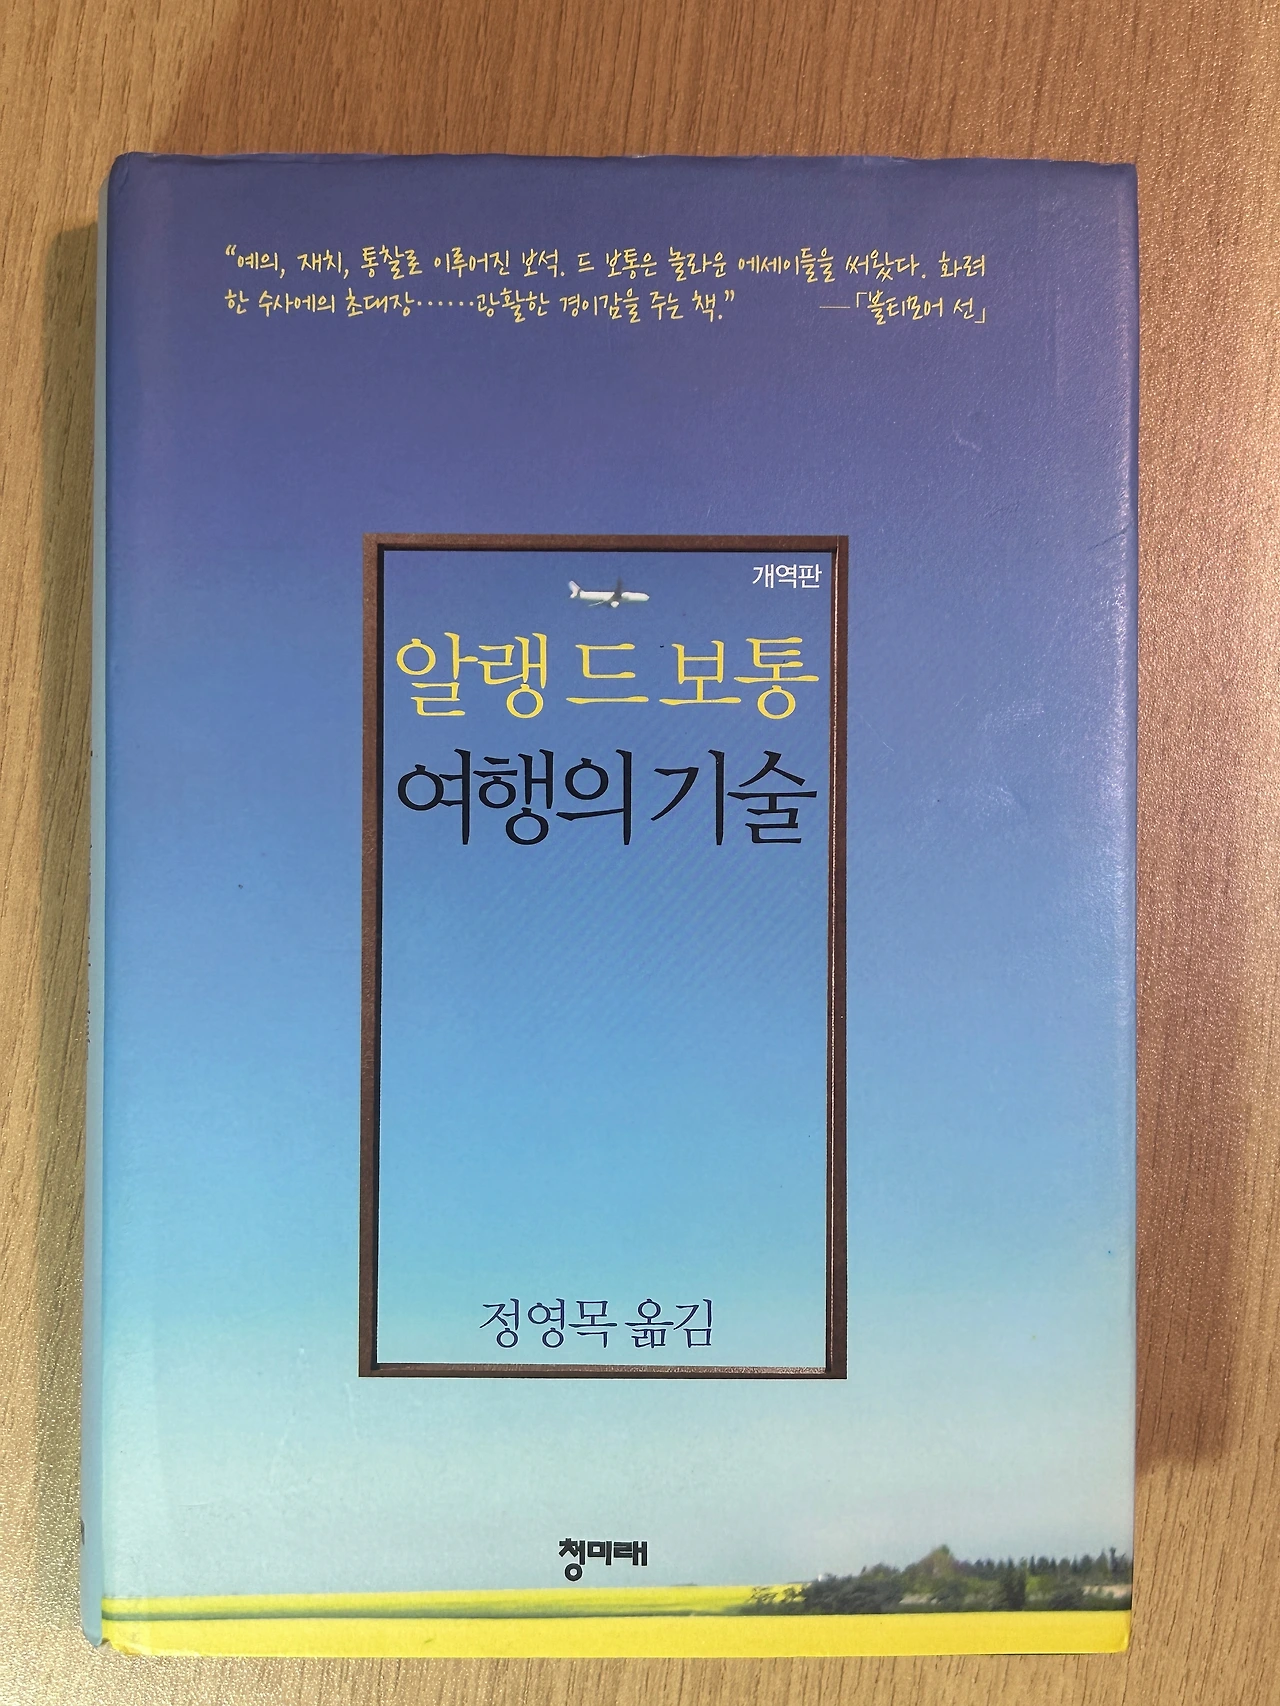 “예의, 재치, 통찰로 이루어진 보석. 드 보통은 놀라운 에세이들을 써왔다. 화려
한 수사에의 초대장……광활한 경이감을 주는 책.” ―「볼티모어 선」
개역판
알랭 드 보통
여행의 기술
정영목 옮김
청미래